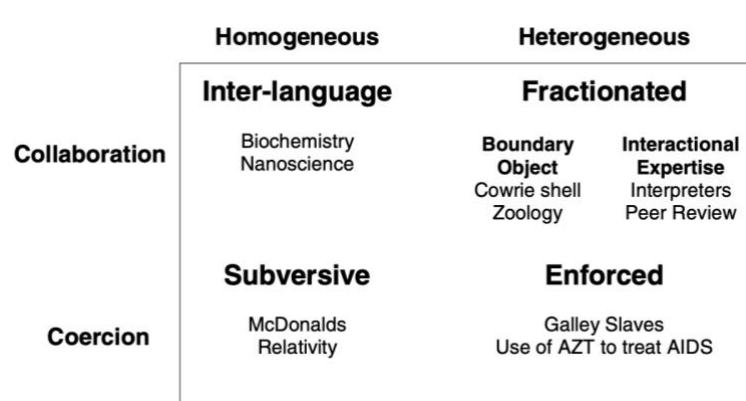 Homogeneous Heterogeneous
Inter-language Fractionated
Collaboration
Biochemistry
Nanoscience
Boundary
Object
Cowrie shell
Zoology
Interactional
Expertise
Interpreters
Peer Review
Subversive Enforced
Coercion
McDonalds
Relativity
Galley Slaves
Use of AZT to treat AIDS